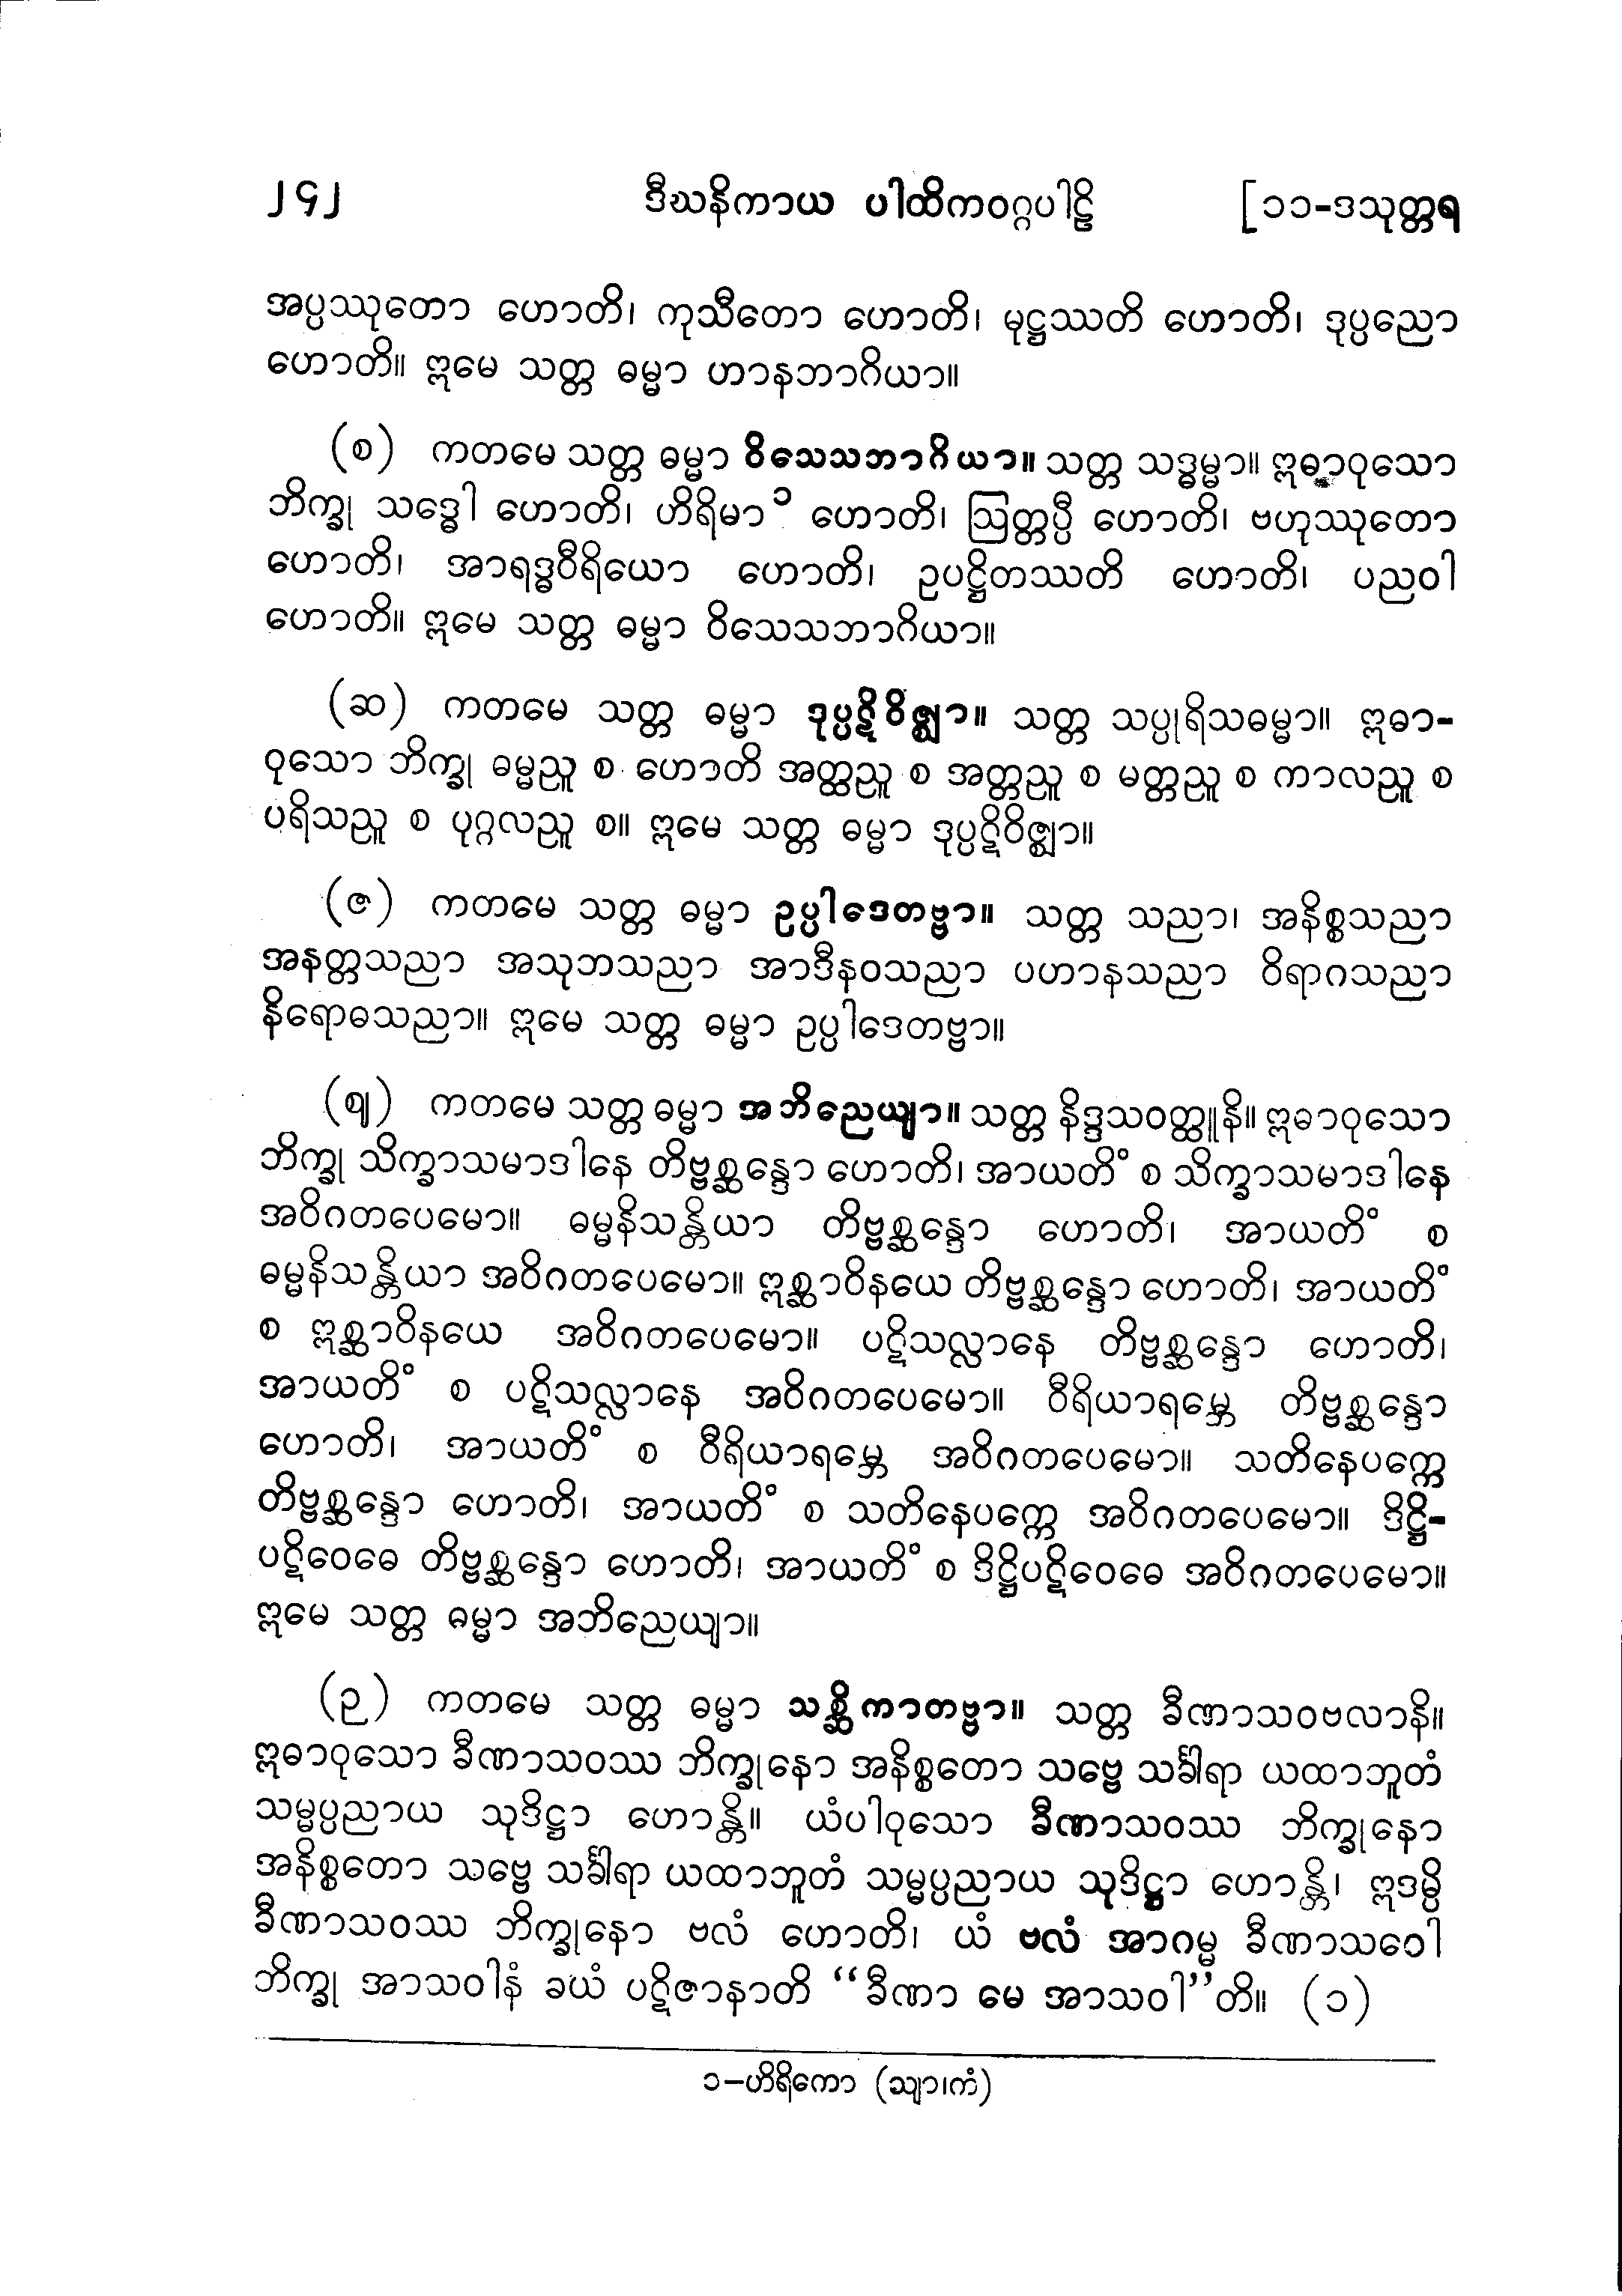 ၂၄၂ ဒီဃနိကာယ ပါထိကဝဂ္ဂပါဠိ [၁၁-ဒသုတ္တရ
အပ္ပဿုတော ဟောတိ၊ ကုသီတော ဟောတိ၊ မုဋ္ဌဿတိ ဟောတိ၊ ဒုပ္ပညော
ဟောတိ။ ဣမေ သတ္တ ဓမ္မာ ဟာနဘာဂိယာ။
(စ) ကတမေ သတ္တ ဓမ္မာ ဝိသေသဘာဂိယာ။ သတ္တ သဒ္ဓမ္မာ။ ဣဓာဝုသော
ဘိက္ခု သဒ္ဓေါ ဟောတိ၊ ဟိရိမာ ၁ ဟောတိ၊ ဩတ္တပ္ပီ ဟောတိ၊ ဗဟုဿုတော
ဟောတိ၊ အာရဒ္ဓဝီရိယော ဟောတိ၊ ဥပဋ္ဌိတဿတိ ဟောတိ၊ ပညဝါ
ဟောတိ။ ဣမေ သတ္တ ဓမ္မာ ဝိသေသဘာဂိယာ။
(ဆ) ကတမေ သတ္တ ဓမ္မာ ဒုပ္ပဋိဝိဇ္ဈာ။ သတ္တ သပ္ပုရိသဓမ္မာ။ ဣဓာ-
ဝုသော ဘိက္ခု ဓမ္မညူ စ ဟောတိ အတ္ထညူ စ အတ္တညူ စ မတ္တညူ စ ကာလညူ စ
ပရိသညူ စ ပုဂ္ဂလညူ စ။ ဣမေ သတ္တ ဓမ္မာ ဒုပ္ပဋိဝိဇ္ဈာ။
(ဇ) ကတမေ သတ္တ ဓမ္မာ ဥပ္ပါဒေတဗ္ဗာ။ သတ္တ သညာ၊ အနိစ္စသညာ
အနတ္တသညာ အသုဘသညာ အာဒီနဝသညာ ပဟာနသညာ ဝိရာဂသညာ
နိရောဓသညာ။ ဣမေ သတ္တ ဓမ္မာ ဥပ္ပါဒေတဗ္ဗာ။
(ဈ) ကတမေ သတ္တ ဓမ္မာ အဘိညေယျာ။ သတ္တ နိဒ္ဒသဝတ္ထူနိ။ ဣဓာဝုသော
ဘိက္ခု သိက္ခာသမာဒါနေ တိဗ္ဗစ္ဆန္ဒော ဟောတိ၊ အာယတိံ စ သိက္ခာသမာဒါနေ
အဝိဂတပေမော။ ဓမ္မနိသန္တိယာ တိဗ္ဗစ္ဆန္ဒော ဟောတိ၊ အာယတိံ စ
ဓမ္မနိသန္တိယာ အဝိဂတပေမော။ ဣစ္ဆာဝိနယေ တိဗ္ဗစ္ဆန္ဒော ဟောတိ၊ အာယတိံ
စ ဣစ္ဆာဝိနယေ အဝိဂတပေမော။ ပဋိသလ္လာနေ တိဗ္ဗစ္ဆန္ဒော ဟောတိ၊
အာယတိံ စ ပဋိသလ္လာနေ အဝိဂတပေမော။ ဝီရိယာရမ္ဘေ တိဗ္ဗစ္ဆန္ဒော
ဟောတိ၊ အာယတိံ စ ဝီရိယာရမ္ဘေ အဝိဂတပေမော။ သတိနေပက္ကေ
တိဗ္ဗစ္ဆန္ဒော ဟောတိ၊ အာယတိံ စ သတိနေပက္ကေ အဝိဂတပေမော။ ဒိဋ္ဌိ-
ပဋိဝေဓေ တိဗ္ဗစ္ဆန္ဒော ဟောတိ၊ အာယတိံ စ ဒိဋ္ဌိပဋိဝေဓေ အဝိဂတပေမော။
ဣမေ သတ္တ ဓမ္မာ အဘိညေယျာ။
(ဉ) ကတမေ သတ္တ ဓမ္မာ သစ္ဆိကာတဗ္ဗာ။ သတ္တ ခီဏာသဝဗလာနိ။
ဣဓာဝုသော ခီဏာသဝဿ ဘိက္ခုနော အနိစ္စတော သဗ္ဗေ သင်္ခါရာ ယထာဘူတံ
သမ္မပ္ပညာယ သုဒိဋ္ဌာ ဟောန္တိ။ ယံပါဝုသော ခီဏာသဝဿ ဘိက္ခုနော
အနိစ္စတော သဗ္ဗေ သင်္ခါရာ ယထာဘူတံ သမ္မပ္ပညာယ သုဒိဋ္ဌာ ဟောန္တိ၊ ဣဒမ္ပိ
ခီဏာသဝဿ ဘိက္ခုနော ဗလံ ဟောတိ၊ ယံ ဗလံ အာဂမ္မ ခီဏာသဝေါ
ဘိက္ခု အာသဝါနံ ခယံ ပဋိဇာနာတိ “ခီဏာ မေ အာသဝါ”တိ။ (၁)
၁-ဟိရိကော (သျာ၊ကံ)